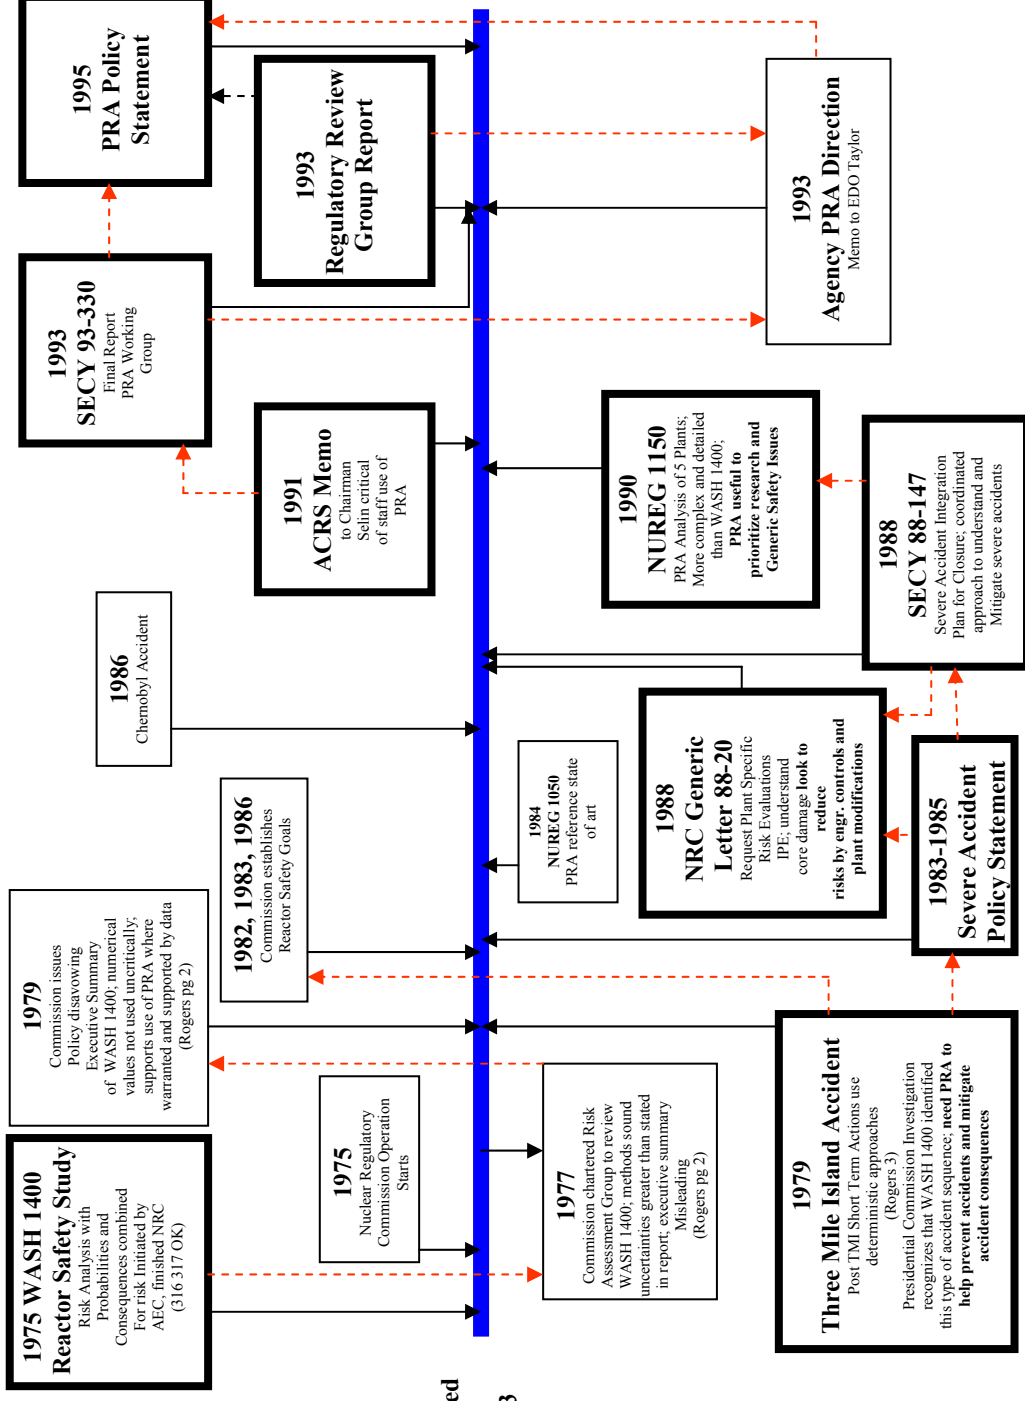 1975 WASH 1400
Reactor Safety Study
Risk Analysis with
Probabilities and
Consequences combined
For risk Initiated by
AEC, finished NRC
(316 317 OK)
1979
Commission issues
Policy disavowing
Executive Summary
of WASH 1400; numerical
values not used uncritically;
supports use of PRA where
warranted and supported by data
(Rogers pg 2)
1982, 1983, 1986
Commission establishes
Reactor Safety Goals
1986
Chernobyl Accident
1993
SECY 93-330
Final Report
PRA Working
Group
1995
PRA Policy
Statement
1975
Nuclear Regulatory
Commission Operation
Starts
1991
ACRS Memo
to Chairman
Selin critical
of staff use of
PRA
1993
Regulatory Review
Group Report
1977
Commission chartered Risk
Assessment Group to review
WASH 1400; methods sound
uncertainties greater than stated
in report; executive summary
Misleading
(Rogers pg 2)
1984
NUREG 1050
PRA reference state
of art
1990
NUREG 1150
PRA Analysis of 5 Plants;
More complex and detailed
than WASH 1400;
PRA useful to
prioritize research and
Generic Safety Issues
1988
NRC Generic
Letter 88-20
Request Plant Specific
Risk Evaluations
IPE; understand
core damage look to
reduce
risks by engr. controls and
plant modifications
1993
Agency PRA Direction
Memo to EDO Taylor
1979
Three Mile Island Accident
Post TMI Short Term Actions use
deterministic approaches
(Rogers 3)
Presidential Commission Investigation
recognizes that WASH 1400 identified
this type of accident sequence; need PRA to
help prevent accidents and mitigate
accident consequences
1983-1985
Severe Accident
Policy Statement
1988
SECY 88-147
Severe Accident Integration
Plan for Closure; coordinated
approach to understand and
Mitigate severe accidents
ed
3